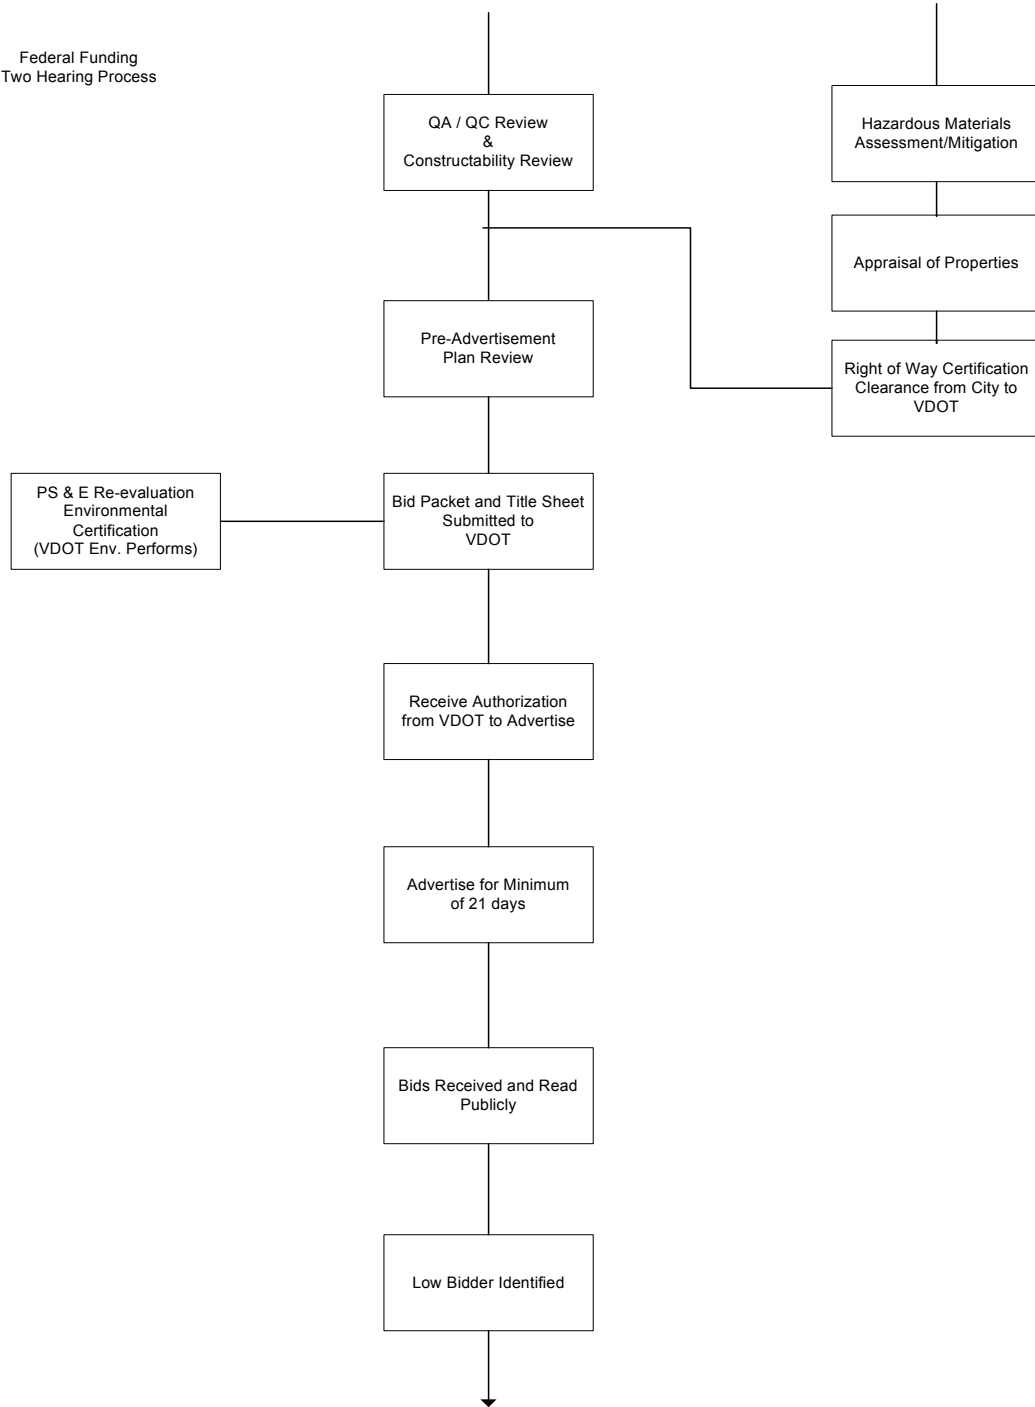 Federal Funding
Two Hearing Process
QA / QC Review
&
Constructability Review
Hazardous Materials
Assessment/Mitigation
Appraisal of Properties
Pre-Advertisement
Plan Review
Right of Way Certification
Clearance from City to
VDOT
PS & E Re-evaluation
Environmental
Certification
(VDOT Env. Performs)
Bid Packet and Title Sheet
Submitted to
VDOT
Receive Authorization
from VDOT to Advertise
Advertise for Minimum
of 21 days
Bids Received and Read
Publicly
Low Bidder Identified